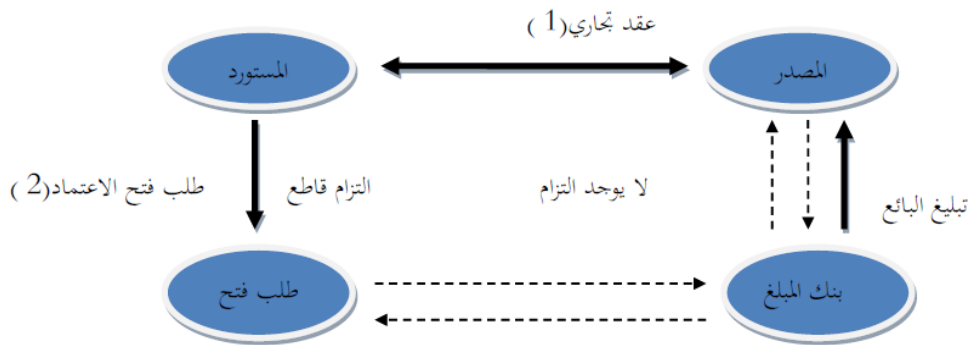 عقد تجاري(1 )
المصدر
المستورد
طلب فتح الاعتماد(2 )
التزام قاطع
لا يوجد التزام
تبليغ البائع
بنك المبلغ
طلب فتح